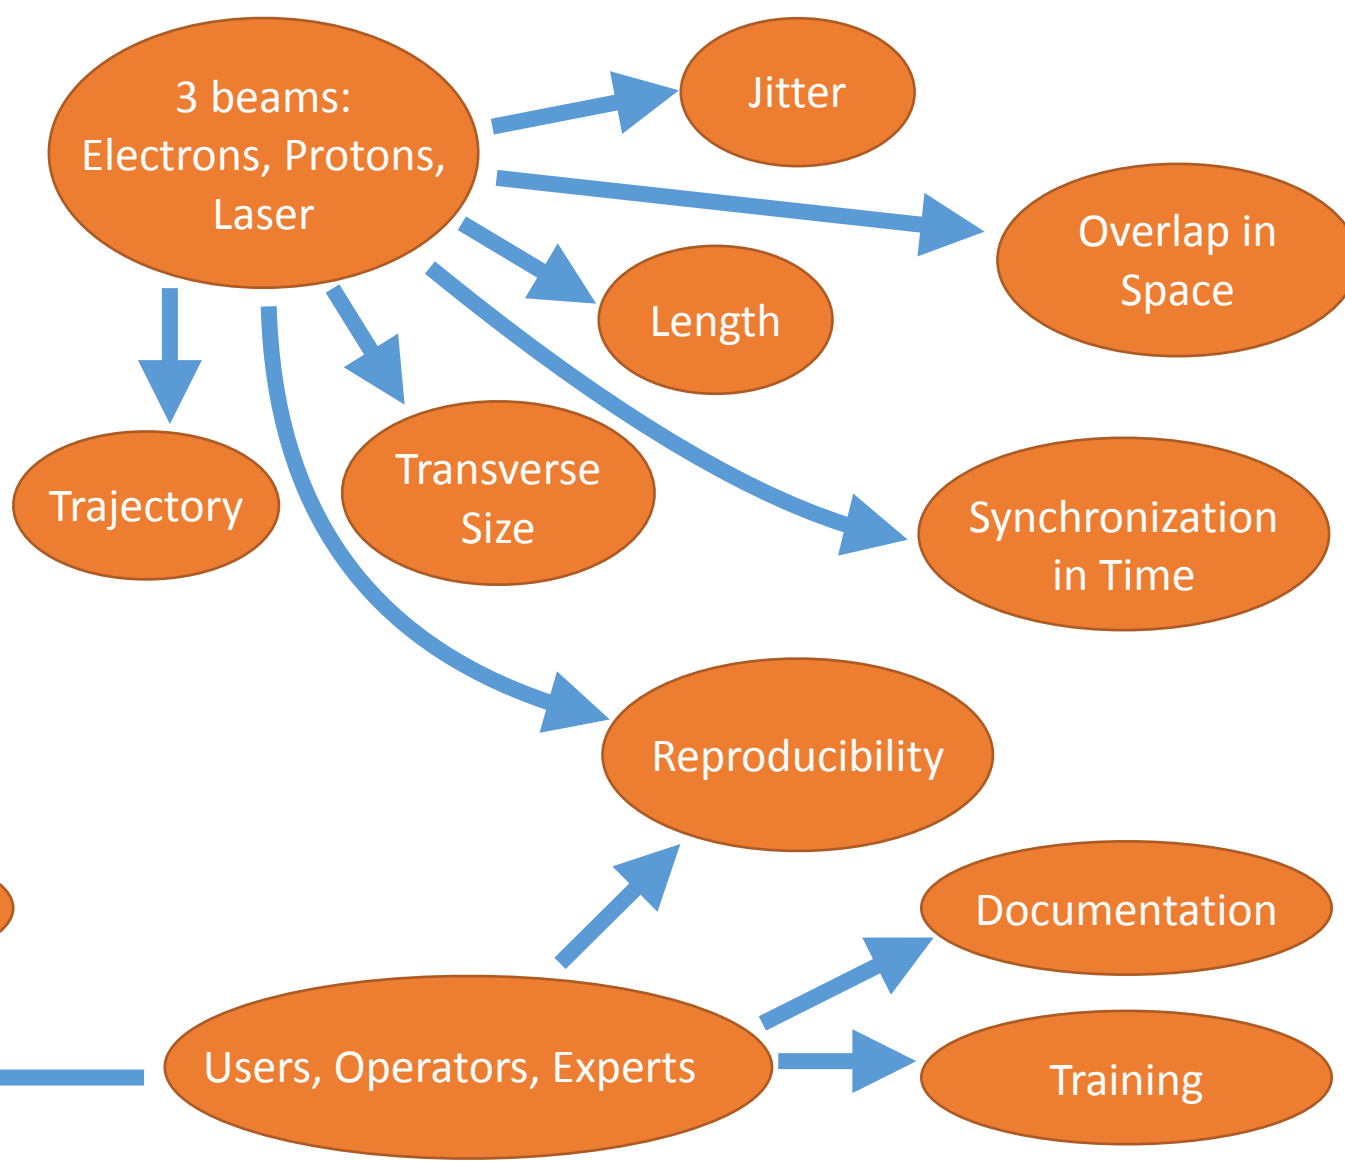 3 beams:
Electrons, Protons,
Laser
Jitter
Overlap in
Space
Length
Transverse
Size
Trajectory
Synchronization
in Time
Reproducibility
Documentation
Users, Operators, Experts
Training